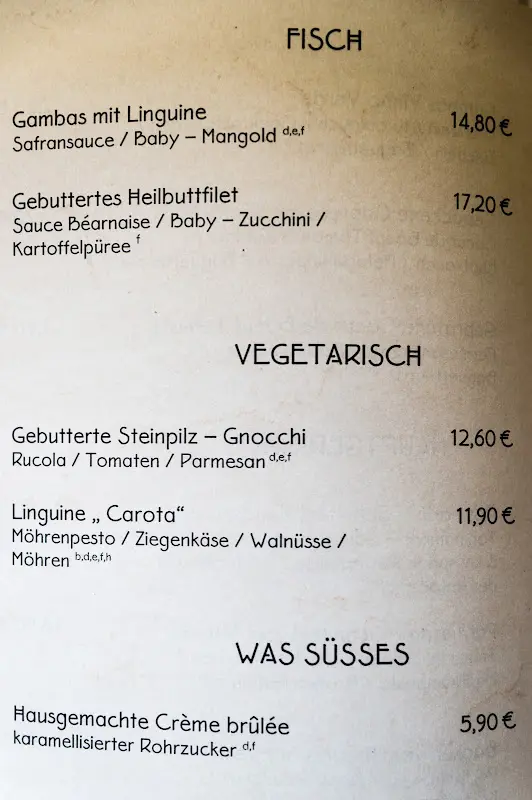 FISCH
Gambas mit Linguine 14,80 €
Safransauce / Baby – Mangold d,e,f
Gebuttertes Heilbuttfilet 17,20 €
Sauce Béarnaise / Baby – Zucchini /
Kartoffelpüree f
VEGETARISCH
Gebutterte Steinpilz – Gnocchi 12,60 €
Rucola / Tomaten / Parmesan d,e,f
Linguine „ Carota“ 11,90 €
Möhrenpesto / Ziegenkäse / Walnüsse /
Möhren b,d,e,f,h
WAS SÜSSES
Hausgemachte Crème brûlée 5,90 €
karamellisierter Rohrzucker d,f